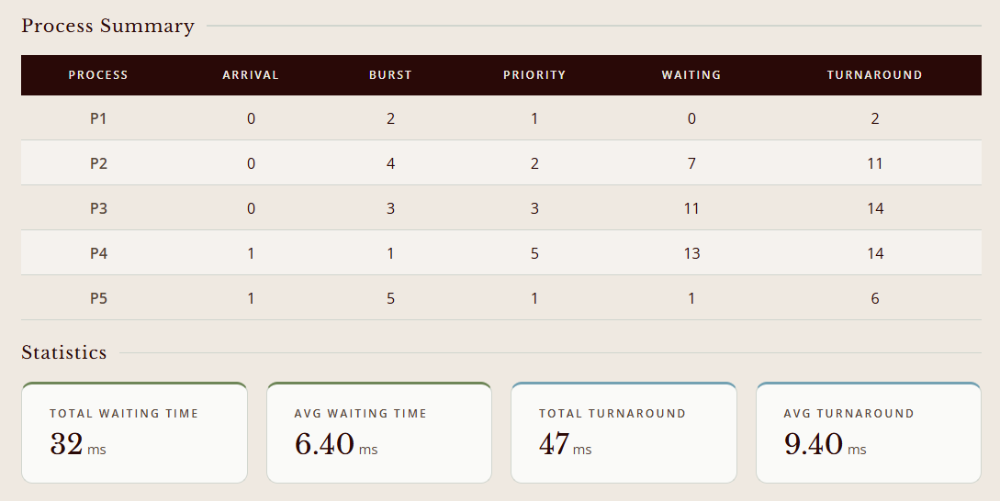 Process Summary
PROCESS ARRIVAL BURST PRIORITY WAITING TURNAROUND
P1 0 2 1 0 2
P2 0 4 2 7 11
P3 0 3 3 11 14
P4 1 1 5 13 14
P5 1 5 1 1 6
Statistics
TOTAL WAITING TIME AVG WAITING TIME TOTAL TURNAROUND AVG TURNAROUND
32 ms 6.40 ms 47 ms 9.40 ms